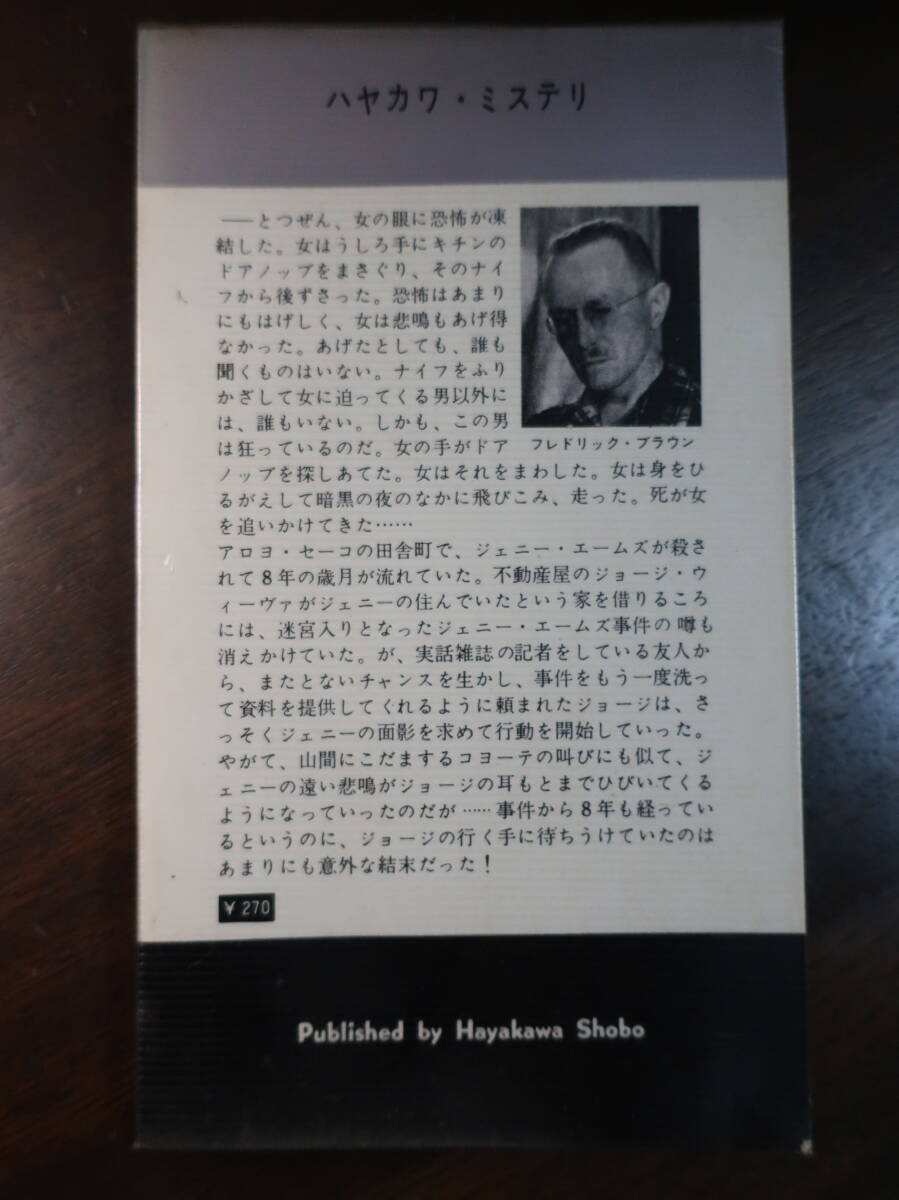 ハヤカワ・ミステリ
──とつぜん、女の眼に恐怖が凍
結した。女はうしろ手にキチンの
ドアノッブをまさぐり、そのナイ
フから後ずさった。恐怖はあまり
にもはげしく、女は悲鳴もあげ得
なかった。あげたとしても、誰も
聞くものはいない。ナイフをふり
かざして女に迫ってくる男以外に
は、誰もいない。しかも、この男
は狂っているのだ。女の手がドア
ノッブを探しあてた。女はそれをまわした。女は身をひ
るがえして暗黒の夜のなかに飛びこみ、走った。死が女
を追いかけてきた……
フレドリック・ブラウン
アロヨ・セーコの田舎町で、ジェニー・エームズが殺さ
れて8年の歳月が流れていた。不動産屋のジョージ・ウ
ィーヴァがジェニーの住んでいたという家を借りるころ
には、迷宮入りとなったジェニー・エームズ事件の噂も
消えかけていた。が、実話雑誌の記者をしている友人か
ら、またとないチャンスを生かし、事件をもう一度洗っ
て資料を提供してくれるように頼まれたジョージは、さ
っそくジェニーの面影を求めて行動を開始していった。
やがて、山間にこだまするコヨーテの叫びにも似て、ジ
ェニーの遠い悲鳴がジョージの耳もとまでひびいてくる
ようになっていったのだが……事件から8年も経ってい
るというのに、ジョージの行く手に待ちうけていたのは
あまりにも意外な結末だった！
¥270
Published by Hayakawa Shobo